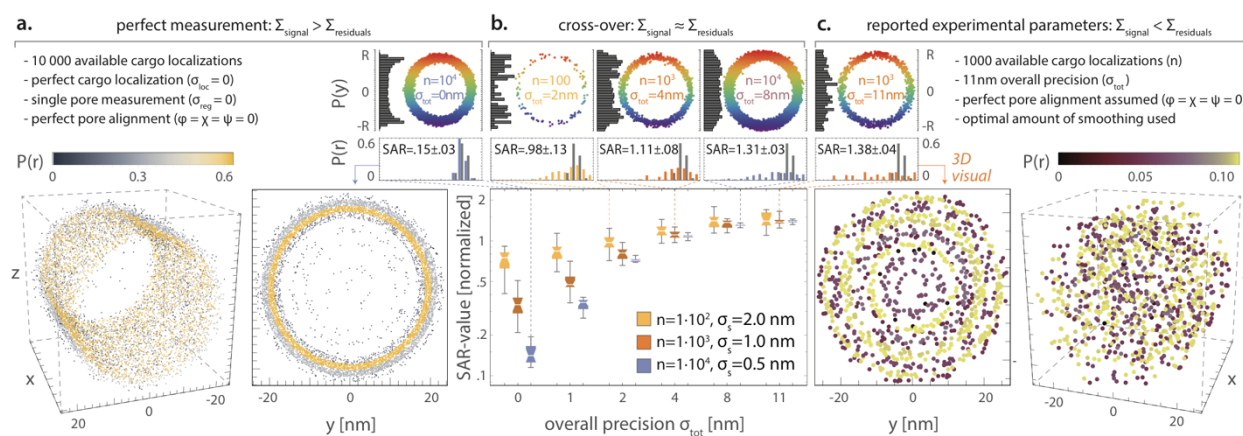 a.
perfect measurement: Σsignal > Σresiduals
- 10 000 available cargo localizations
- perfect cargo localization (σloc = 0)
- single pore measurement (σreg = 0)
- perfect pore alignment (φ = χ = ψ = 0)
P(r)
0
0.3
0.6
z
x
20
0
-20
P(y)
R
0
-R
n=10⁴
σtot=0nm
P(r)
0.6
0
SAR=.15±.03
-20
0
20
y [nm]
b.
cross-over: Σsignal ≈ Σresiduals
n=100
σtot=2nm
n=10³
σtot=4nm
n=10⁴
σtot=8nm
SAR=.98±.13
SAR=1.11±.08
SAR=1.31±.03
SAR-value [normalized]
2
1
.5
.2
.1
n=1·10², σs=2.0 nm
n=1·10³, σs=1.0 nm
n=1·10⁴, σs=0.5 nm
0
1
2
4
8
11
overall precision σtot [nm]
c.
reported experimental parameters: Σsignal < Σresiduals
n=10³
σtot=11nm
R
0
-R
- 1000 available cargo localizations (n)
- 11nm overall precision (σtot)
- perfect pore alignment assumed (φ = χ = ψ = 0
- optimal amount of smoothing used
SAR=1.38±.04
0.6
0
3D
visual
P(r)
0
0.05
0.10
-20
0
20
y [nm]
-20
0
20
x